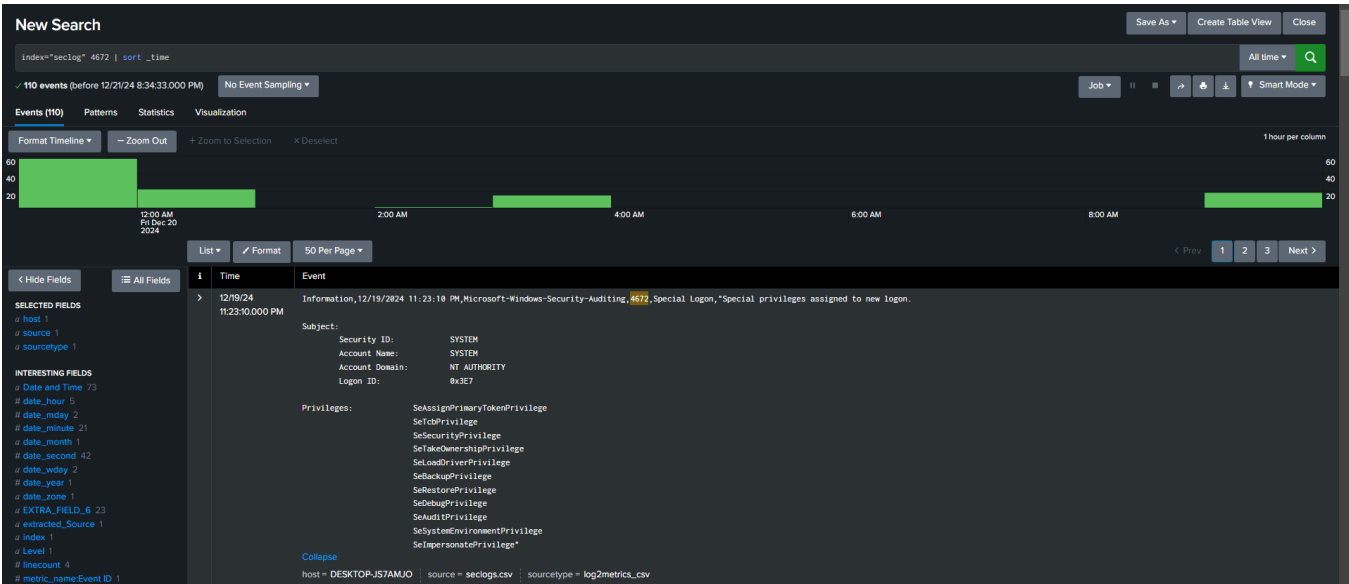 New Search
Save As ▾ Create Table View Close
index="seclog" 4672 | sort _time
All time ▾
✓ 110 events (before 12/21/24 8:34:33.000 PM) No Event Sampling ▾
Job ▾ Smart Mode ▾
Events (110) Patterns Statistics Visualization
Format Timeline ▾ — Zoom Out + Zoom to Selection × Deselect
1 hour per column
60 60
40 40
20 20
12:00 AM 2:00 AM 4:00 AM 6:00 AM 8:00 AM
Fri Dec 20
2024
List ▾ Format 50 Per Page ▾
< Prev 1 2 3 Next >
< Hide Fields All Fields
i Time Event
SELECTED FIELDS
a host 1
a source 1
a sourcetype 1
INTERESTING FIELDS
a Date and Time 73
# date_hour 5
# date_mday 2
# date_minute 21
a date_month 1
# date_second 42
a date_wday 2
# date_year 1
a date_zone 1
a EXTRA_FIELD_6 23
a extracted_Source 1
a index 1
a Level 1
# linecount 4
# metric_name:Event ID 1
> 12/19/24
11:23:10.000 PM
Information,12/19/2024 11:23:10 PM,Microsoft-Windows-Security-Auditing,4672,Special Logon,"Special privileges assigned to new logon.
Subject:
Security ID: SYSTEM
Account Name: SYSTEM
Account Domain: NT AUTHORITY
Logon ID: 0x3E7
Privileges: SeAssignPrimaryTokenPrivilege
SeTcbPrivilege
SeSecurityPrivilege
SeTakeOwnershipPrivilege
SeLoadDriverPrivilege
SeBackupPrivilege
SeRestorePrivilege
SeDebugPrivilege
SeAuditPrivilege
SeSystemEnvironmentPrivilege
SeImpersonatePrivilege"
Collapse
host = DESKTOP-JS7AMJO source = seclogs.csv sourcetype = log2metrics_csv